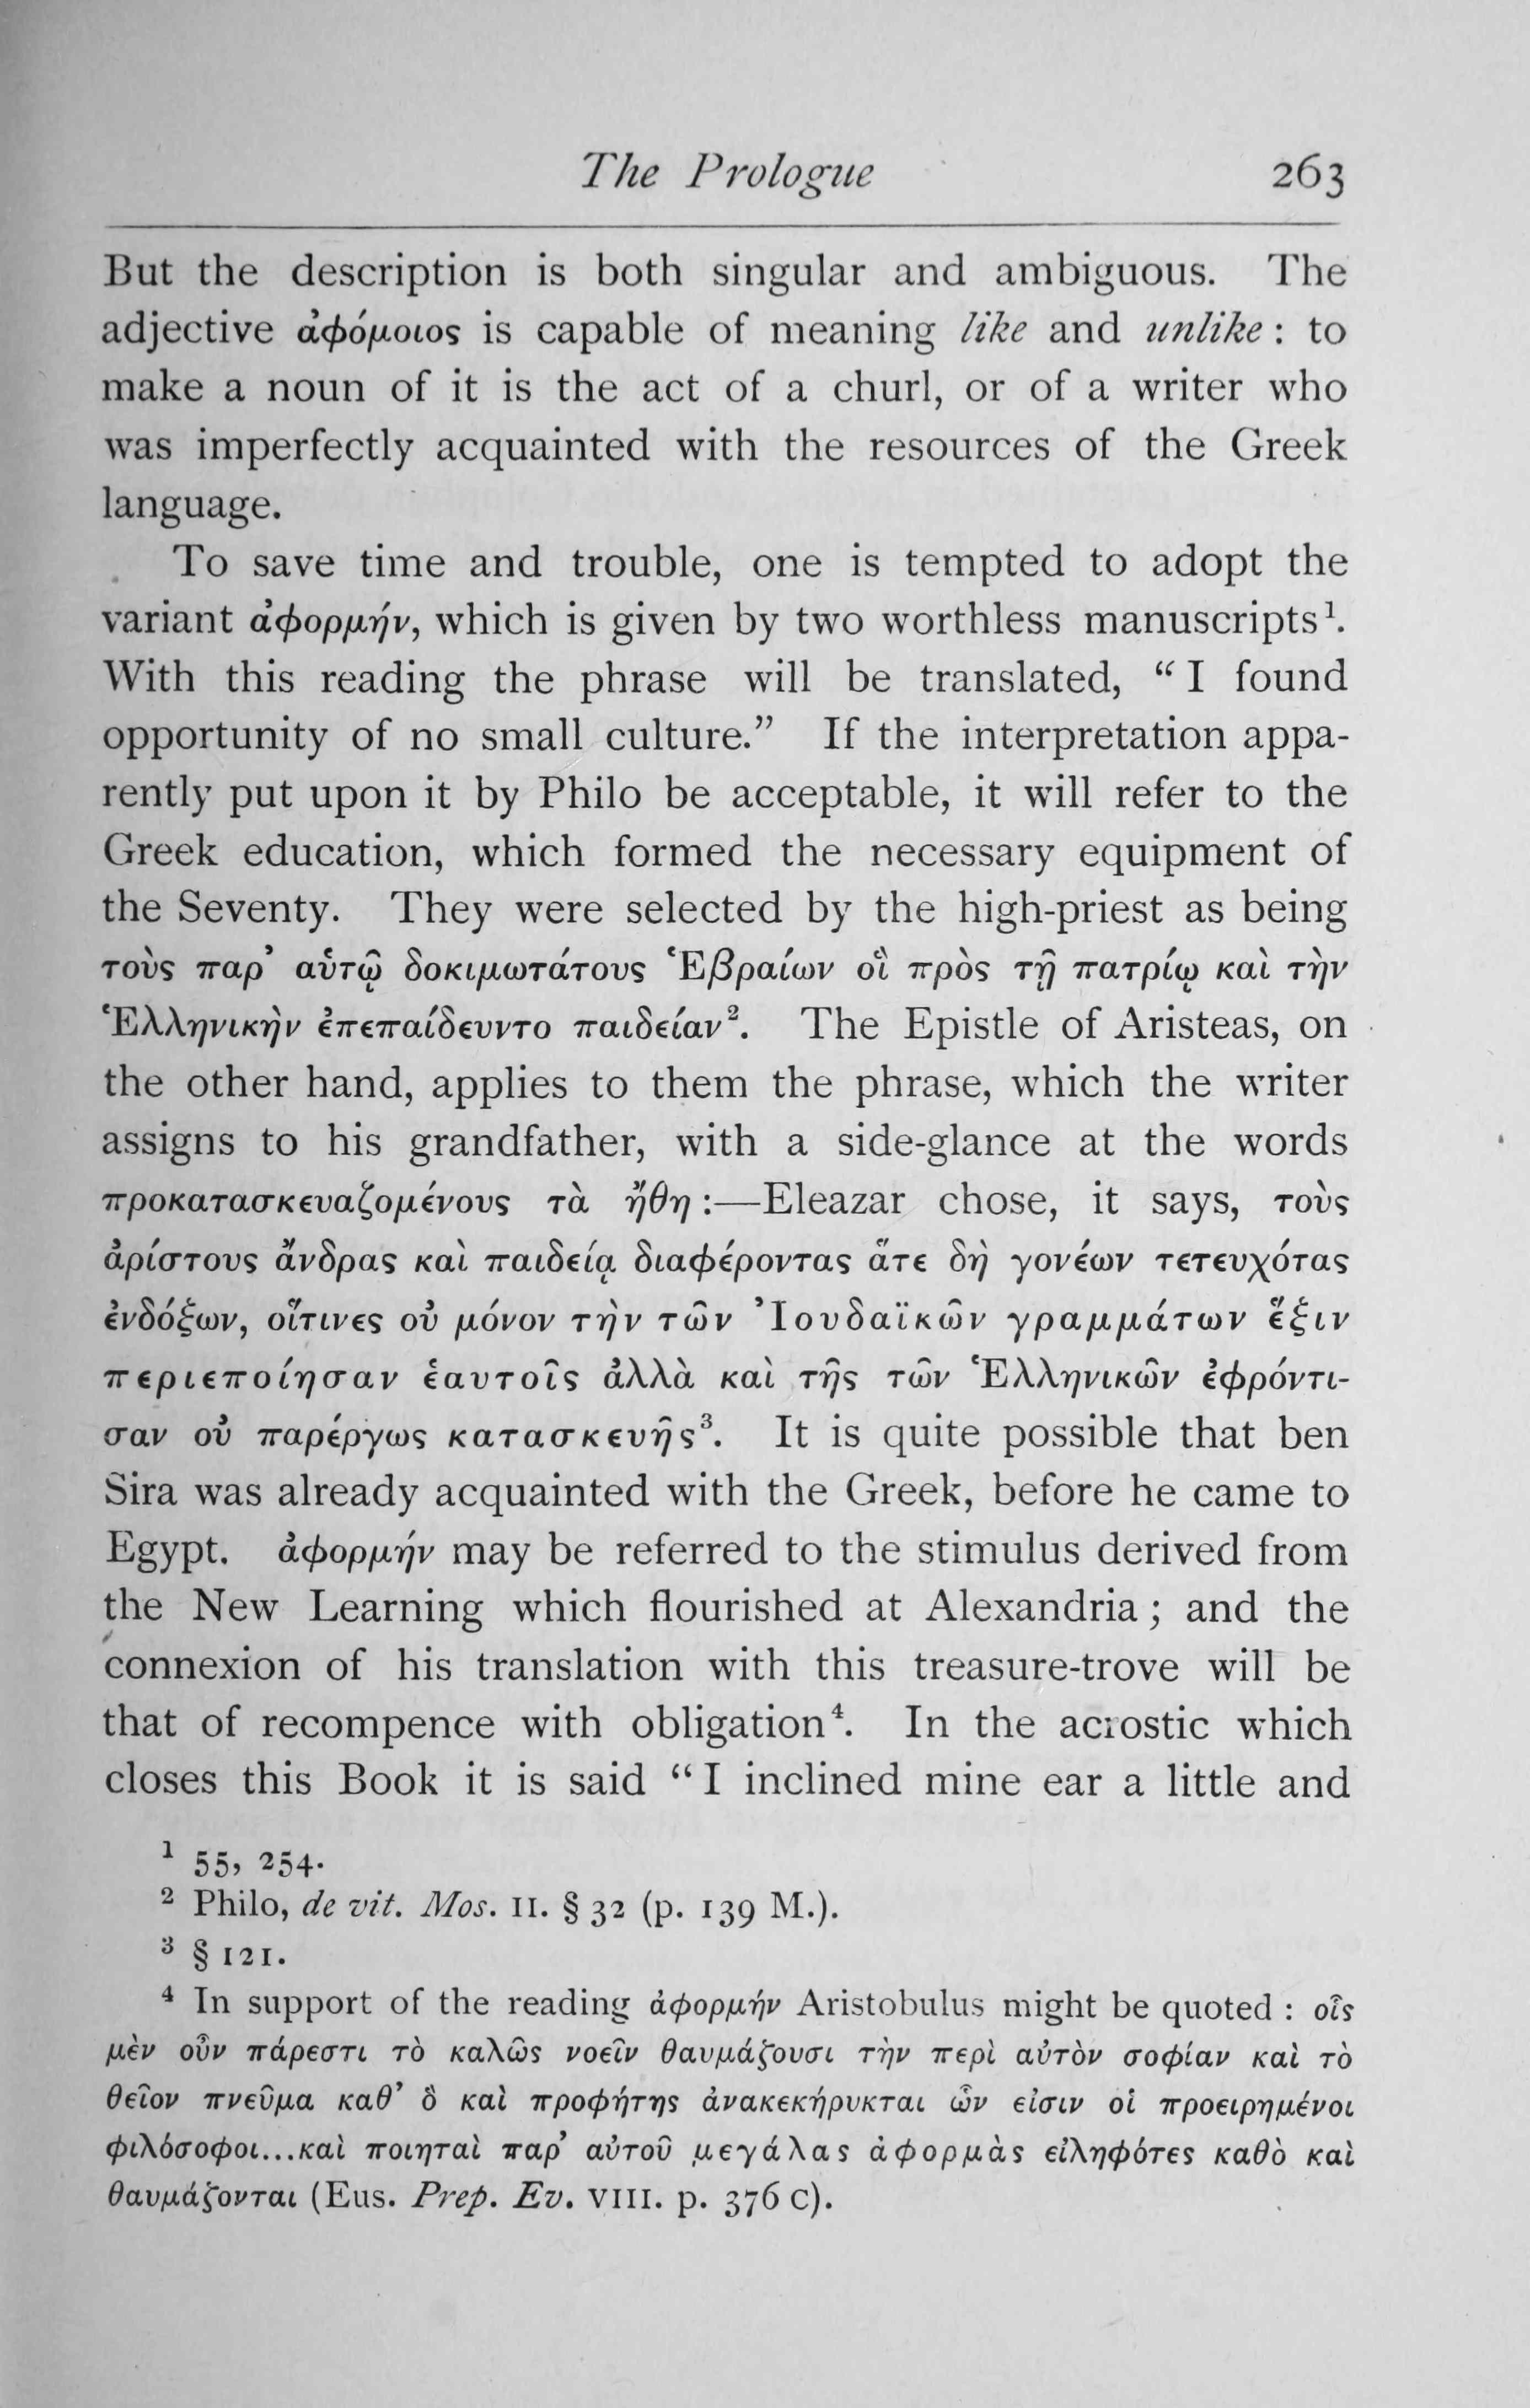 The Prologue 263
But the description is both singular and ambiguous. The
adjective ἀφόμοιος is capable of meaning like and unlike: to
make a noun of it is the act of a churl, or of a writer who
was imperfectly acquainted with the resources of the Greek
language.
To save time and trouble, one is tempted to adopt the
variant ἀφορμήν, which is given by two worthless manuscripts¹.
With this reading the phrase will be translated, “I found
opportunity of no small culture.” If the interpretation appa-
rently put upon it by Philo be acceptable, it will refer to the
Greek education, which formed the necessary equipment of
the Seventy. They were selected by the high-priest as being
τοὺς παρ’ αὑτῷ δοκιμωτάτους Ἑβραίων οἳ πρὸς τῇ πατρίῳ καὶ τὴν
Ἑλληνικὴν ἐπεπαίδευντο παιδείαν². The Epistle of Aristeas, on
the other hand, applies to them the phrase, which the writer
assigns to his grandfather, with a side-glance at the words
προκατασκευαζομένους τὰ ἤθη:—Eleazar chose, it says, τοὺς
ἀρίστους ἄνδρας καὶ παιδείᾳ διαφέροντας ἅτε δὴ γονέων τετευχότας
ἐνδόξων, οἵτινες οὐ μόνον τὴν τῶν Ἰουδαϊκῶν γραμμάτων ἕξιν
περιεποίησαν ἑαυτοῖς ἀλλὰ καὶ τῆς τῶν Ἑλληνικῶν ἐφρόντι-
σαν οὐ παρέργως κατασκευῆς³. It is quite possible that ben
Sira was already acquainted with the Greek, before he came to
Egypt. ἀφορμήν may be referred to the stimulus derived from
the New Learning which flourished at Alexandria; and the
connexion of his translation with this treasure-trove will be
that of recompence with obligation⁴. In the acrostic which
closes this Book it is said “I inclined mine ear a little and
¹ 55, 254.
² Philo, de vit. Mos. II. § 32 (p. 139 M.).
³ § 121.
⁴ In support of the reading ἀφορμήν Aristobulus might be quoted: οἷς
μὲν οὖν πάρεστι τὸ καλῶς νοεῖν θαυμάζουσι τὴν περὶ αὐτὸν σοφίαν καὶ τὸ
θεῖον πνεῦμα καθ’ ὃ καὶ προφήτης ἀνακεκήρυκται ὧν εἰσιν οἱ προειρημένοι
φιλόσοφοι...καὶ ποιηταὶ παρ’ αὐτοῦ μεγάλας ἀφορμὰς εἰληφότες καθὸ καὶ
θαυμάζονται (Eus. Prep. Ev. VIII. p. 376 C).